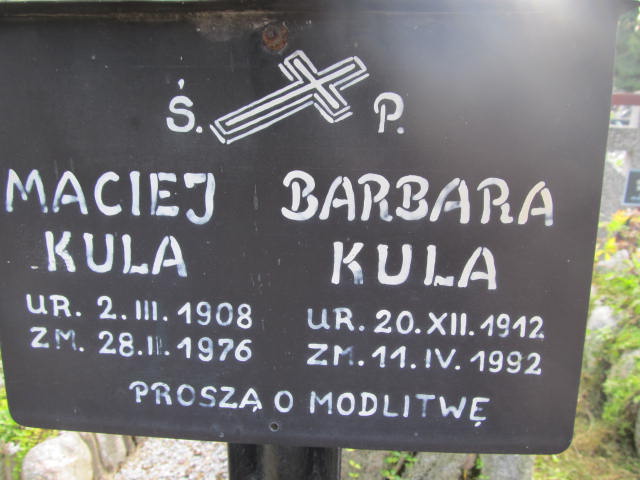 Ś. P.
MACIEJ BARBARA
KULA KULA
UR. 2.III.1908 UR. 20.XII.1912
ZM. 28.II.1976 ZM. 11.IV.1992
PROSZĄ O MODLITWĘ